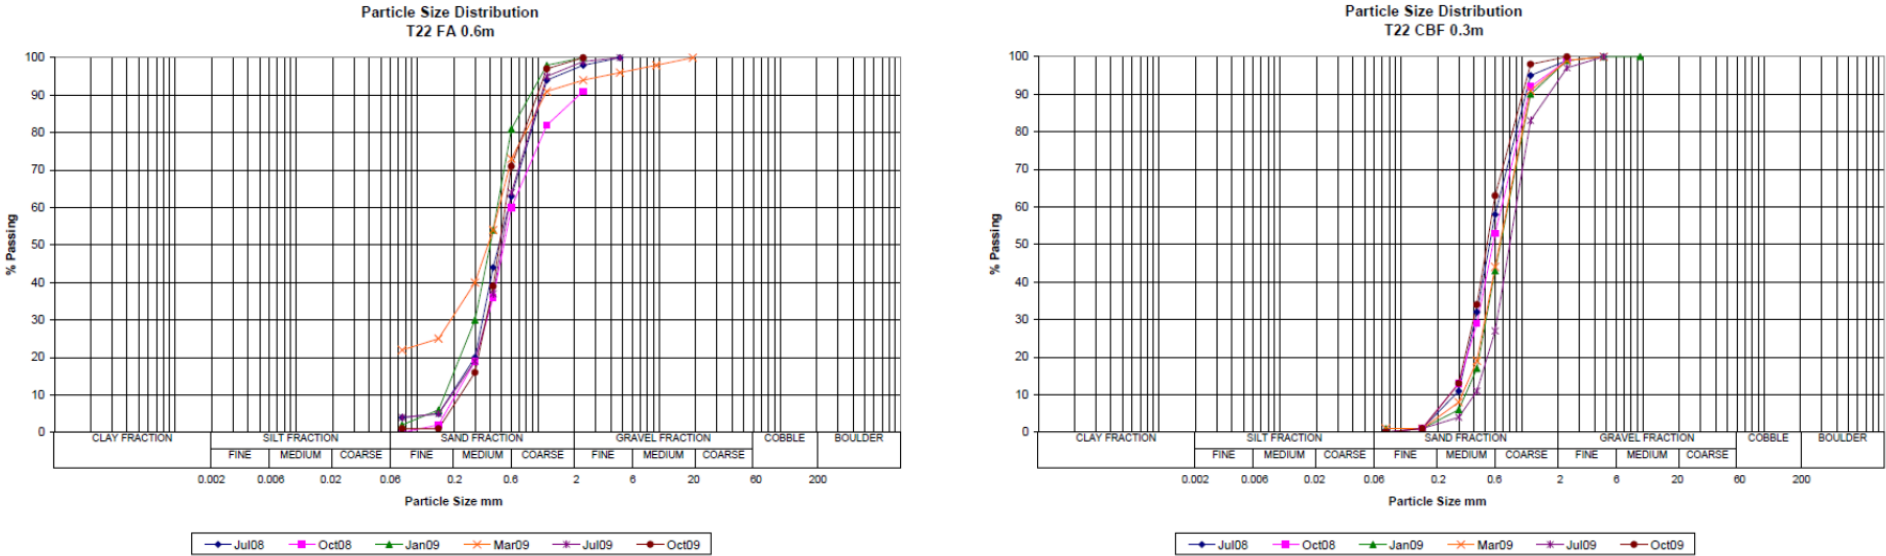 Particle Size Distribution
T22 FA 0.6m
% Passing
100
90
80
70
60
50
40
30
20
10
0
CLAY FRACTION SILT FRACTION SAND FRACTION GRAVEL FRACTION COBBLE BOULDER
FINE MEDIUM COARSE FINE MEDIUM COARSE FINE MEDIUM COARSE
0.002 0.006 0.02 0.06 0.2 0.6 2 6 20 60 200
Particle Size mm
Jul08 Oct08 Jan09 Mar09 Jul09 Oct09
Particle Size Distribution
T22 CBF 0.3m
% Passing
100
90
80
70
60
50
40
30
20
10
0
CLAY FRACTION SILT FRACTION SAND FRACTION GRAVEL FRACTION COBBLE BOULDER
FINE MEDIUM COARSE FINE MEDIUM COARSE FINE MEDIUM COARSE
0.002 0.006 0.02 0.06 0.2 0.6 2 6 20 60 200
Particle Size mm
Jul08 Oct08 Jan09 Mar09 Jul09 Oct09